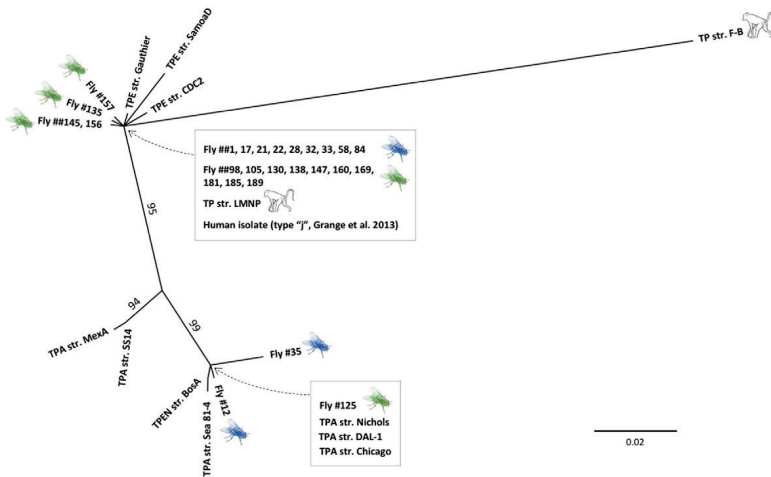 TP str. F-B
TPE str. SamoaD
TPE str. Gauthier
TPE str. CDC2
Fly #157
Fly #135
Fly ##145, 156
Fly ##1, 17, 21, 22, 28, 32, 33, 58, 84
Fly ##98, 105, 130, 138, 147, 160, 169,
181, 185, 189
TP str. LMNP
Human isolate (type “j”, Grange et al. 2013)
95
94
99
TPA str. MexA
TPA str. SS14
Fly #35
TPEN str. BosA
Fly #12
TPA str. Sea 81-4
Fly #125
TPA str. Nichols
TPA str. DAL-1
TPA str. Chicago
0.02